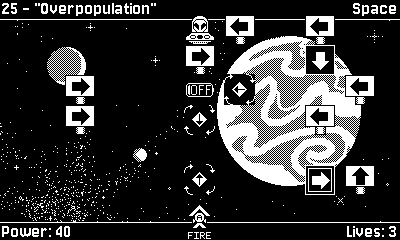 25 - "Overpopulation" Space
OFF
Power: 40 Lives: 3
FIRE